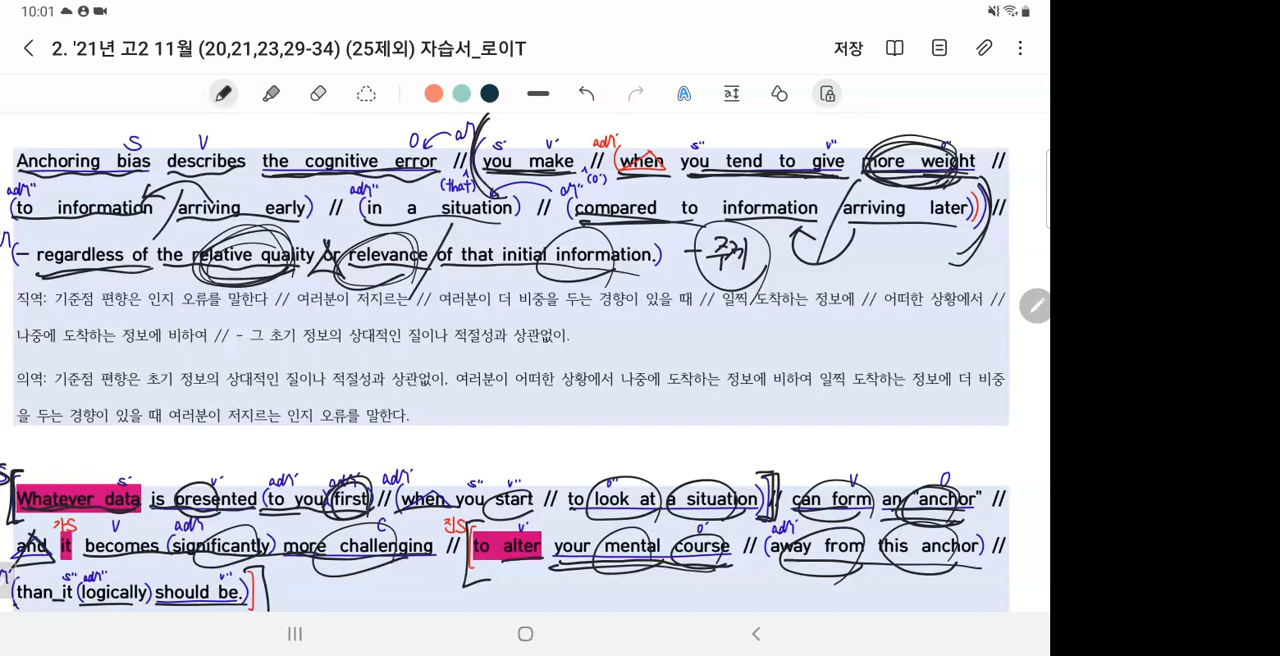 10:01
2. '21년 고2 11월 (20,21,23,29-34) (25제외) 자습서_로이T 저장
S V O adj s' v' adv' s'' v'' o''
Anchoring bias describes the cognitive error // (you make // (when you tend to give more weight //
adv'' (that) adv'' (o') adv''
(to information arriving early) // (in a situation) // (compared to information arriving later))) //
(– regardless of the relative quality or relevance of that initial information.) -
직역: 기준점 편향은 인지 오류를 말한다 // 여러분이 저지르는 // 여러분이 더 비중을 두는 경향이 있을 때 // 일찍 도착하는 정보에 // 어떠한 상황에서 //
나중에 도착하는 정보에 비하여 // – 그 초기 정보의 상대적인 질이나 적절성과 상관없이.
의역: 기준점 편향은 초기 정보의 상대적인 질이나 적절성과 상관없이, 여러분이 어떠한 상황에서 나중에 도착하는 정보에 비하여 일찍 도착하는 정보에 더 비중
을 두는 경향이 있을 때 여러분이 저지르는 인지 오류를 말한다.
S s' v' adv' adv' adv' s'' v'' o'' V O
[Whatever data is presented (to you first) // (when you start // to look at a situation)] // can form an "anchor" //
가S V adv C 진S v' o' adv'
and it becomes (significantly) more challenging // [to alter your mental course // (away from this anchor) //
s'' adv'' v''
(than_it (logically) should be.)]